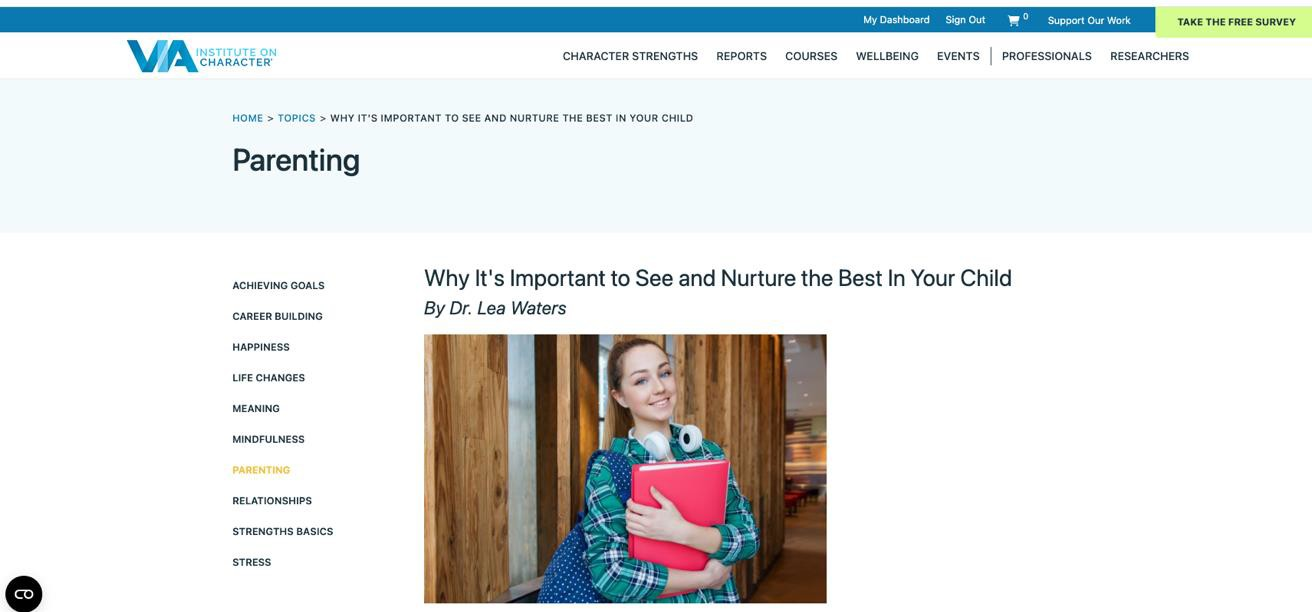 My Dashboard Sign Out 0 Support Our Work TAKE THE FREE SURVEY
VIA INSTITUTE ON
CHARACTER
CHARACTER STRENGTHS REPORTS COURSES WELLBEING EVENTS PROFESSIONALS RESEARCHERS
HOME > TOPICS > WHY IT'S IMPORTANT TO SEE AND NURTURE THE BEST IN YOUR CHILD
Parenting
ACHIEVING GOALS
CAREER BUILDING
HAPPINESS
LIFE CHANGES
MEANING
MINDFULNESS
PARENTING
RELATIONSHIPS
STRENGTHS BASICS
STRESS
Why It's Important to See and Nurture the Best In Your Child
By Dr. Lea Waters